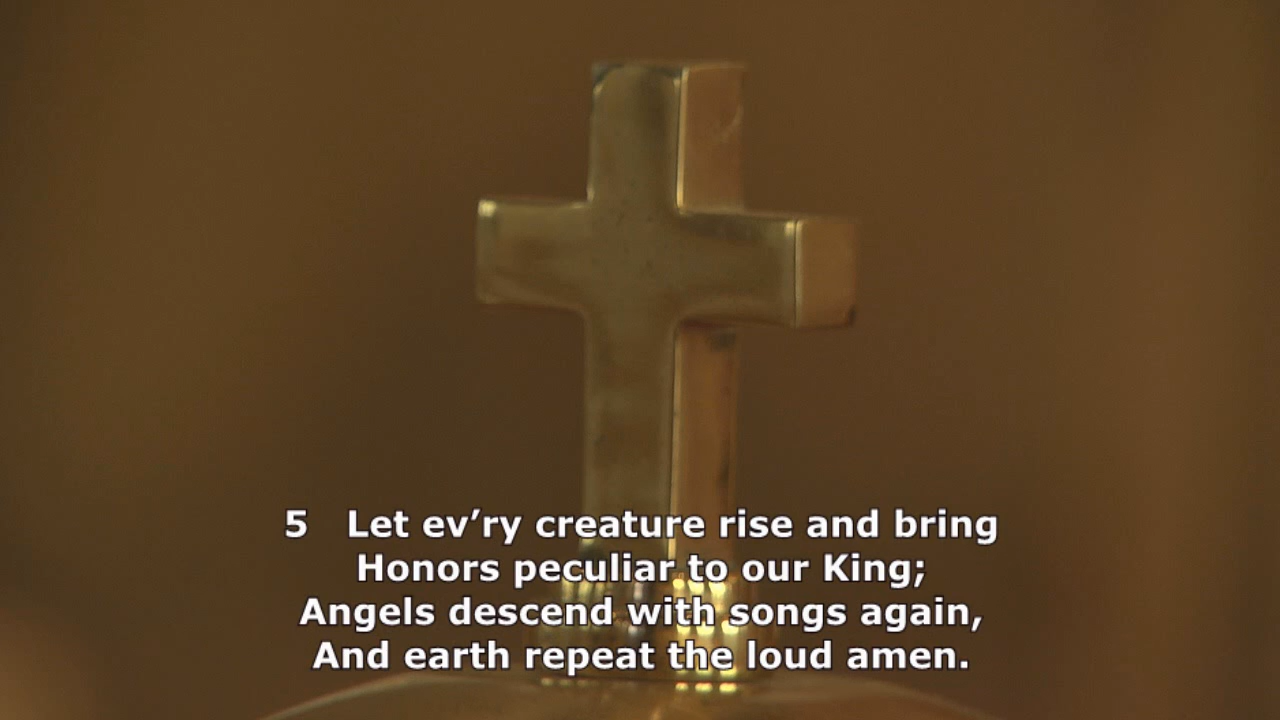 5 Let ev’ry creature rise and bring
Honors peculiar to our King;
Angels descend with songs again,
And earth repeat the loud amen.